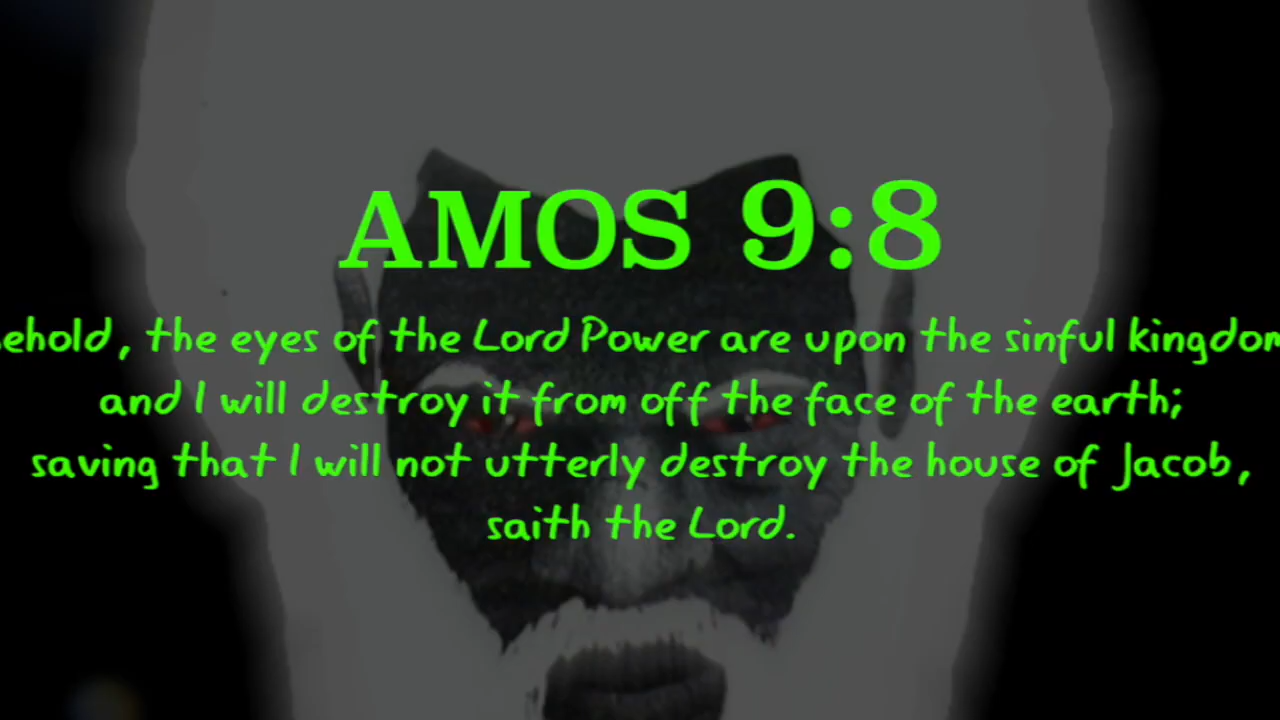 AMOS 9:8
ehold, the eyes of the Lord Power are upon the sinful kingdom
and I will destroy it from off the face of the earth;
saving that I will not utterly destroy the house of Jacob,
saith the Lord.